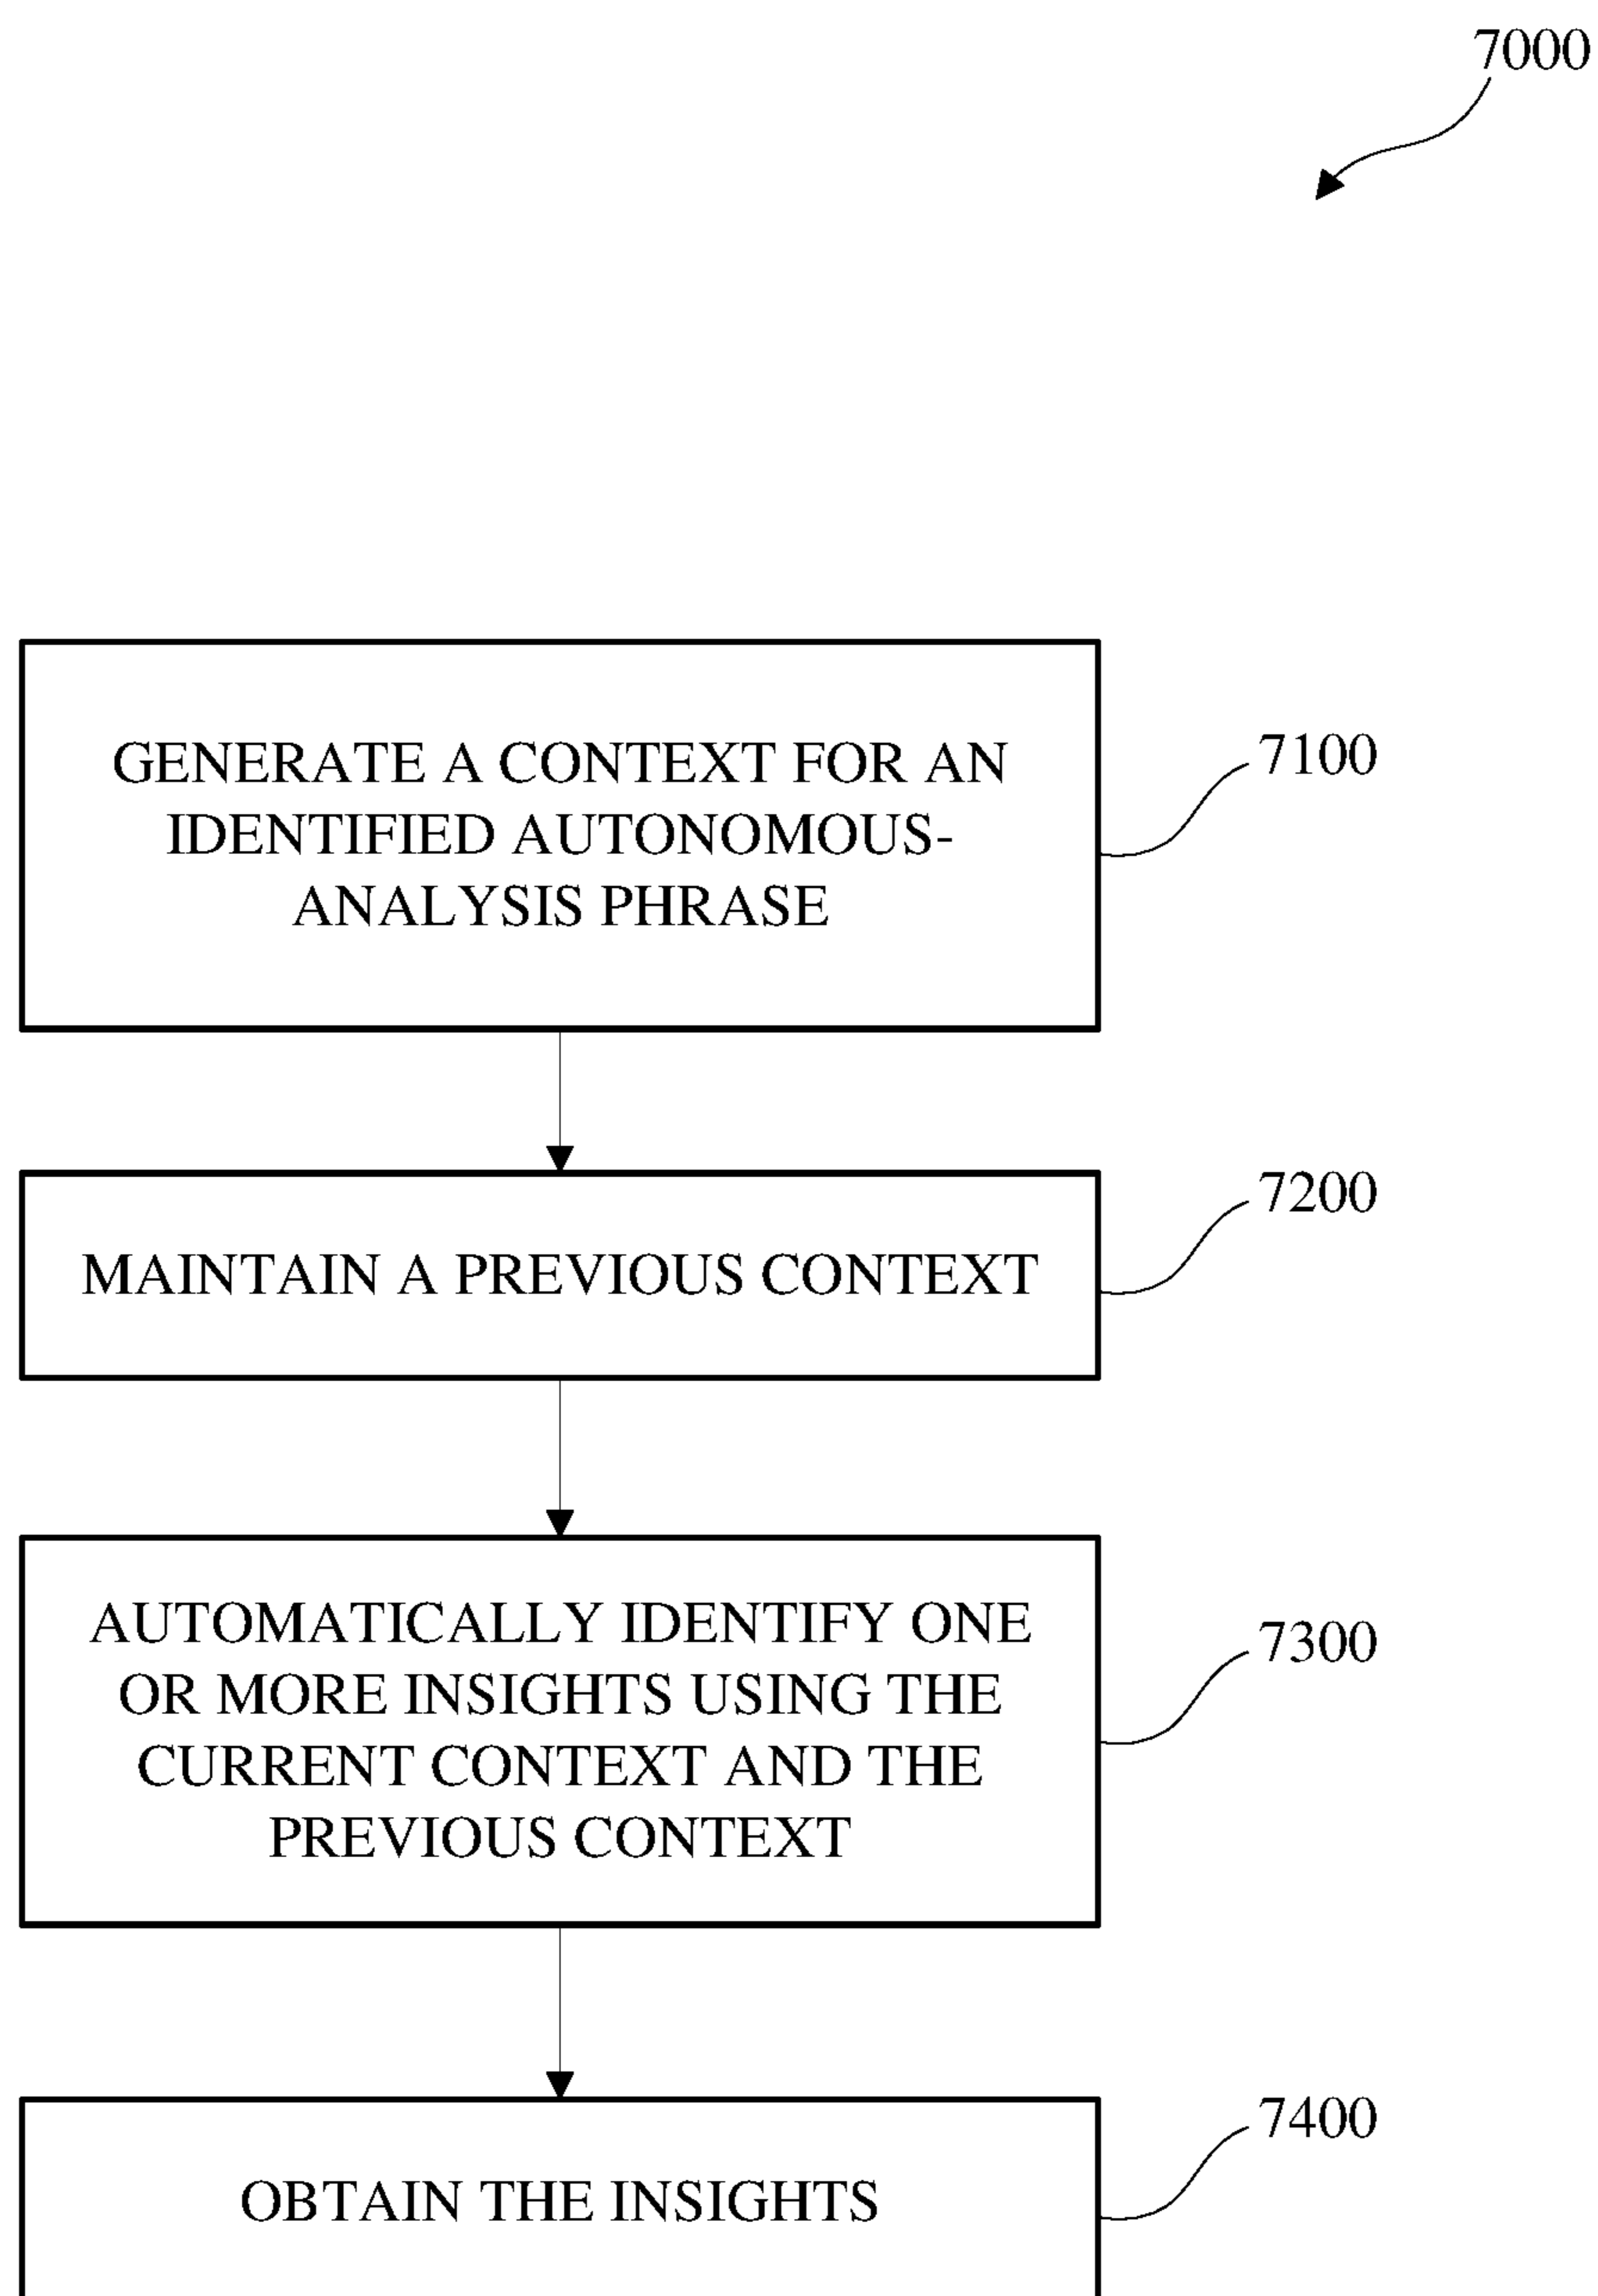 7000
GENERATE A CONTEXT FOR AN
IDENTIFIED AUTONOMOUS-
ANALYSIS PHRASE
7100
MAINTAIN A PREVIOUS CONTEXT
7200
AUTOMATICALLY IDENTIFY ONE
OR MORE INSIGHTS USING THE
CURRENT CONTEXT AND THE
PREVIOUS CONTEXT
7300
OBTAIN THE INSIGHTS
7400